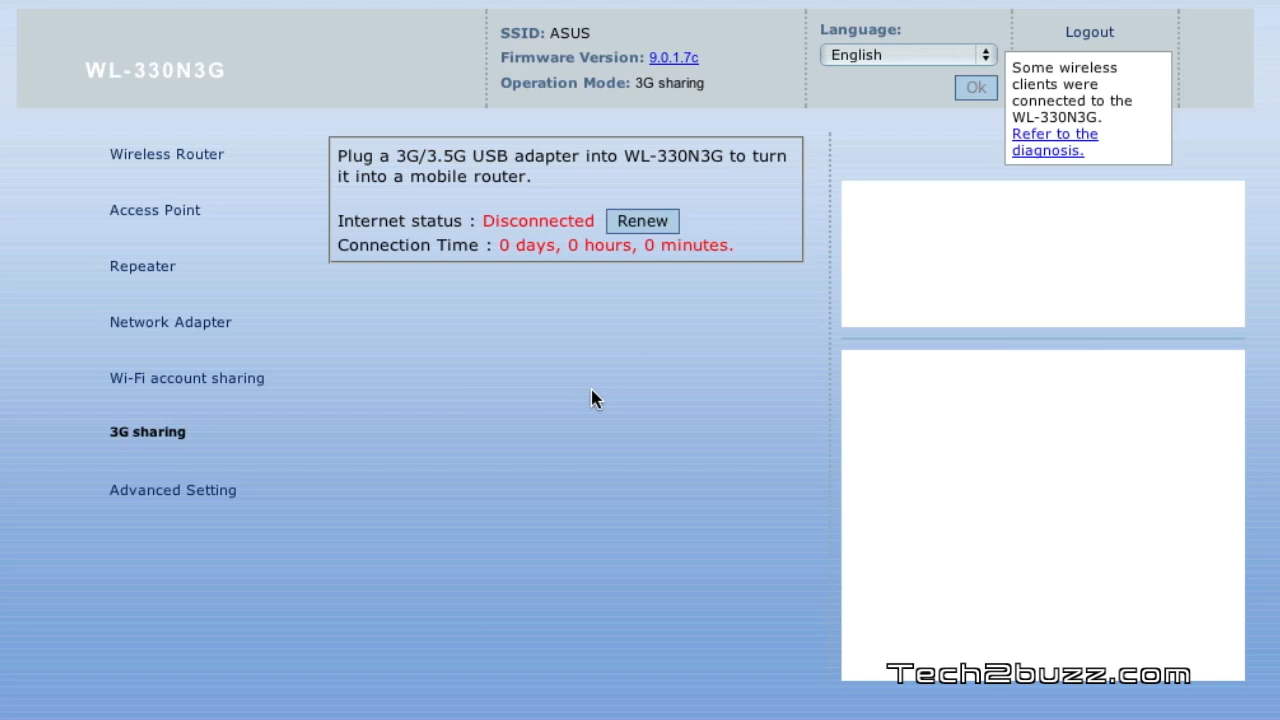 WL-330N3G
SSID: ASUS
Firmware Version: 9.0.1.7c
Operation Mode: 3G sharing
Language:
English
Ok
Logout
Some wireless
clients were
connected to the
WL-330N3G.
Refer to the
diagnosis.
Wireless Router
Access Point
Repeater
Network Adapter
Wi-Fi account sharing
3G sharing
Advanced Setting
Plug a 3G/3.5G USB adapter into WL-330N3G to turn
it into a mobile router.
Internet status : Disconnected Renew
Connection Time : 0 days, 0 hours, 0 minutes.
Tech2buzz.com